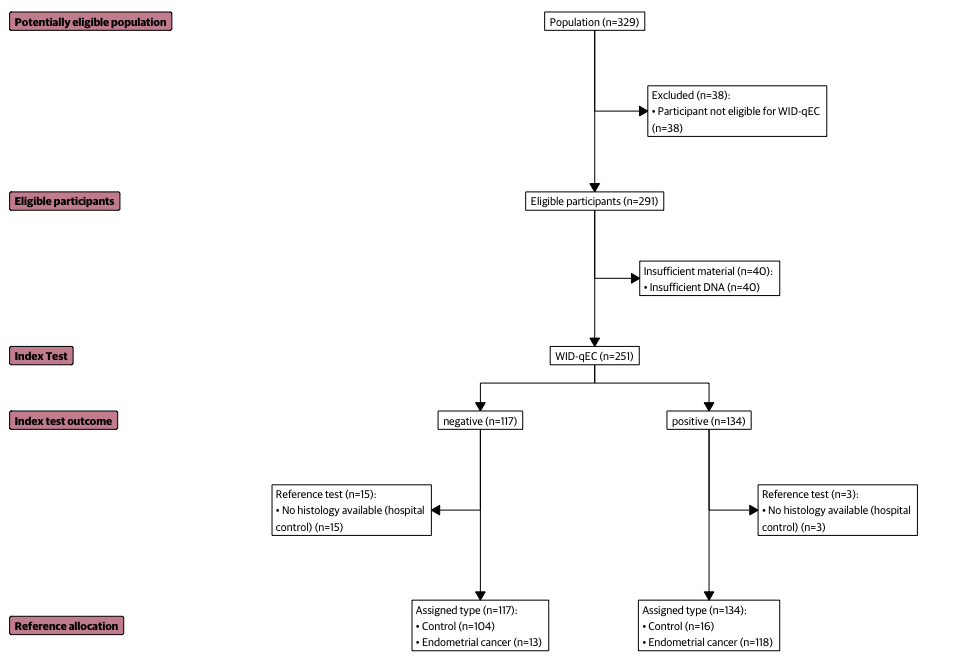 Potentially eligible population
Population (n=329)
Excluded (n=38):
• Participant not eligible for WID-qEC
(n=38)
Eligible participants
Eligible participants (n=291)
Insufficient material (n=40):
• Insufficient DNA (n=40)
Index Test
WID-qEC (n=251)
Index test outcome
negative (n=117)
positive (n=134)
Reference test (n=15):
• No histology available (hospital
control) (n=15)
Reference test (n=3):
• No histology available (hospital
control) (n=3)
Reference allocation
Assigned type (n=117):
• Control (n=104)
• Endometrial cancer (n=13)
Assigned type (n=134):
• Control (n=16)
• Endometrial cancer (n=118)